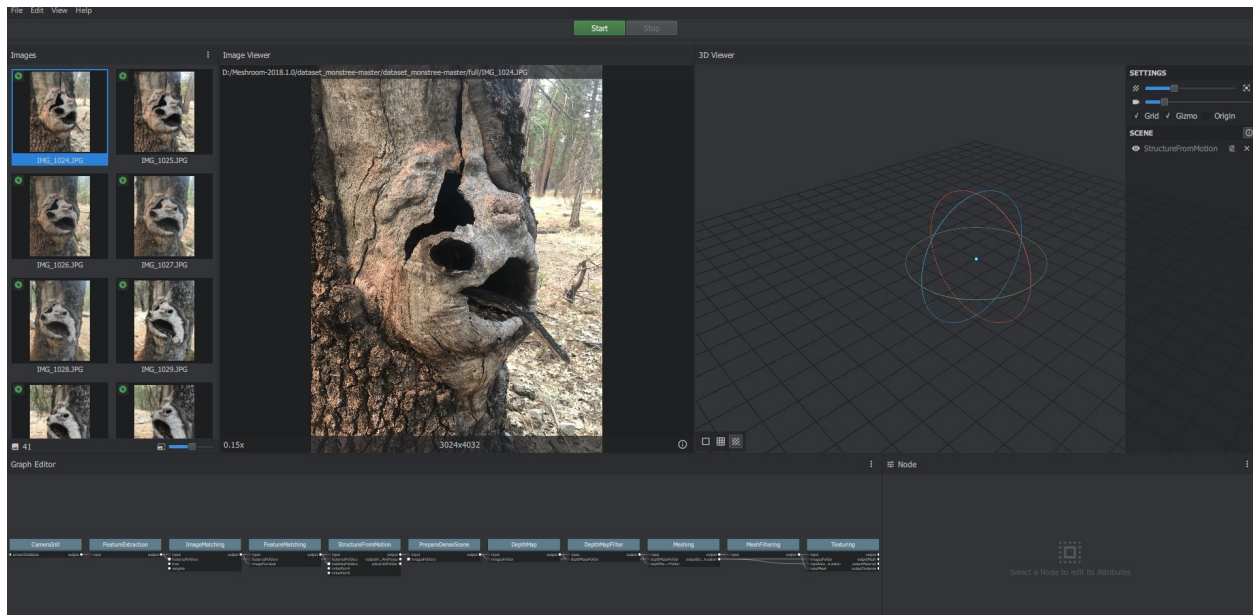 File Edit View Help
Start Stop
Images
Image Viewer
3D Viewer
D:/Meshroom-2018.1.0/dataset_monstree-master/dataset_monstree-master/full/IMG_1024.JPG
IMG_1024.JPG IMG_1025.JPG
IMG_1026.JPG IMG_1027.JPG
IMG_1028.JPG IMG_1029.JPG
41
0.15x 3024x4032
SETTINGS
Grid Gizmo Origin
SCENE
StructureFromMotion
Graph Editor
Node
CameraInit FeatureExtraction ImageMatching FeatureMatching StructureFromMotion PrepareDenseScene DepthMap DepthMapFilter Meshing MeshFiltering Texturing
Select a Node to edit its Attributes